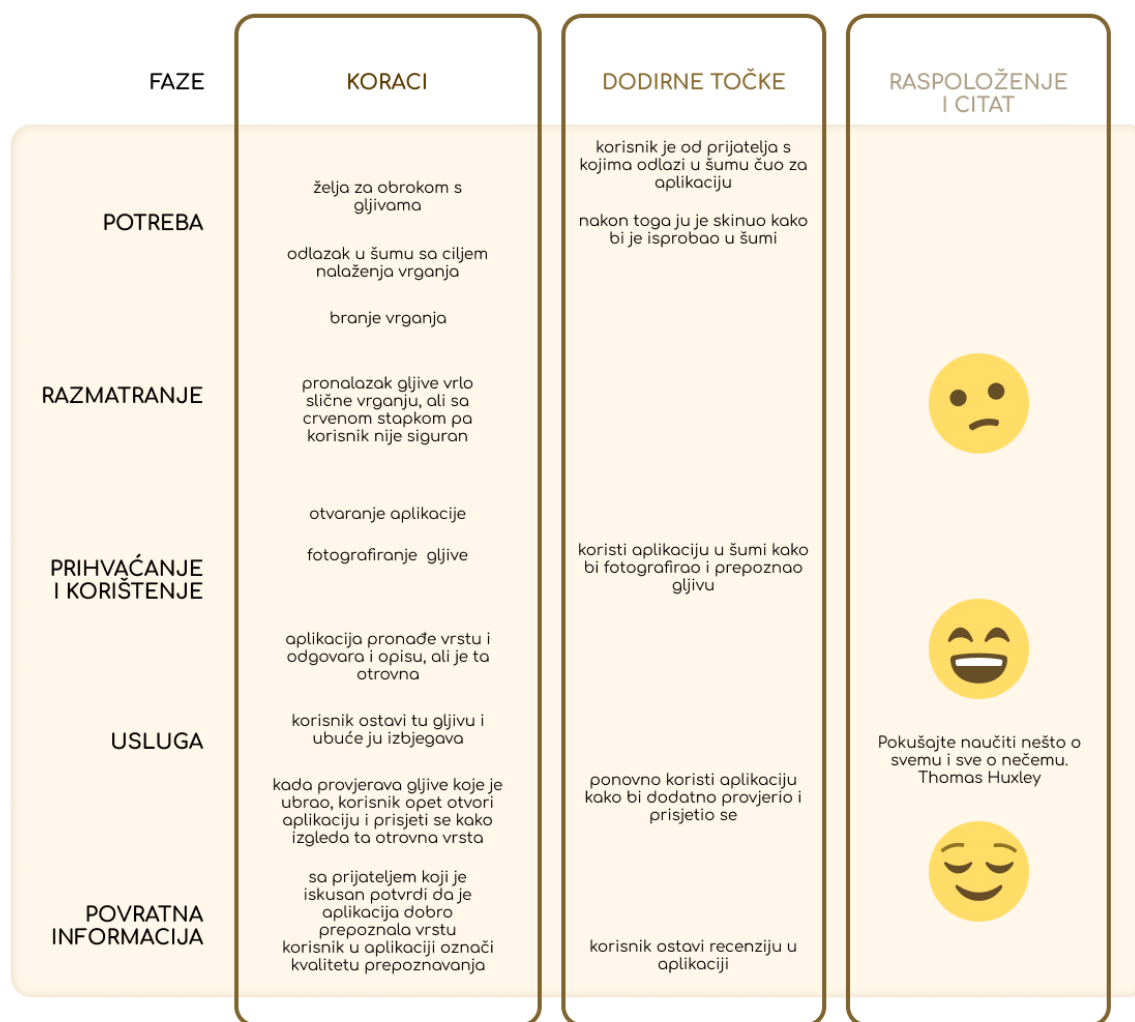 FAZE
KORACI
DODIRNE TOČKE
RASPOLOŽENJE
I CITAT
POTREBA
želja za obrokom s
gljivama
odlazak u šumu sa ciljem
nalaženja vrganja
korisnik je od prijatelja s
kojima odlazi u šumu čuo za
aplikaciju
nakon toga ju je skinuo kako
bi je isprobao u šumi
RAZMATRANJE
branje vrganja
pronalazak gljive vrlo
slične vrganju, ali sa
crvenom stapkom pa
korisnik nije siguran
PRIHVAĆANJE
I KORIŠTENJE
otvaranje aplikacije
fotografiranje gljive
aplikacija pronađe vrstu i
odgovara i opisu, ali je ta
otrovna
koristi aplikaciju u šumi kako
bi fotografirao i prepoznao
gljivu
USLUGA
korisnik ostavi tu gljivu i
ubuće ju izbjegava
kada provjerava gljive koje je
ubrao, korisnik opet otvori
aplikaciju i prisjeti se kako
izgleda ta otrovna vrsta
ponovno koristi aplikaciju
kako bi dodatno provjerio i
prisjetio se
Pokušajte naučiti nešto o
svemu i sve o nečemu.
Thomas Huxley
POVRATNA
INFORMACIJA
sa prijateljem koji je
iskusan potvrdi da je
aplikacija dobro
prepoznala vrstu
korisnik u aplikaciji označi
kvalitetu prepoznavanja
korisnik ostavi recenziju u
aplikaciji